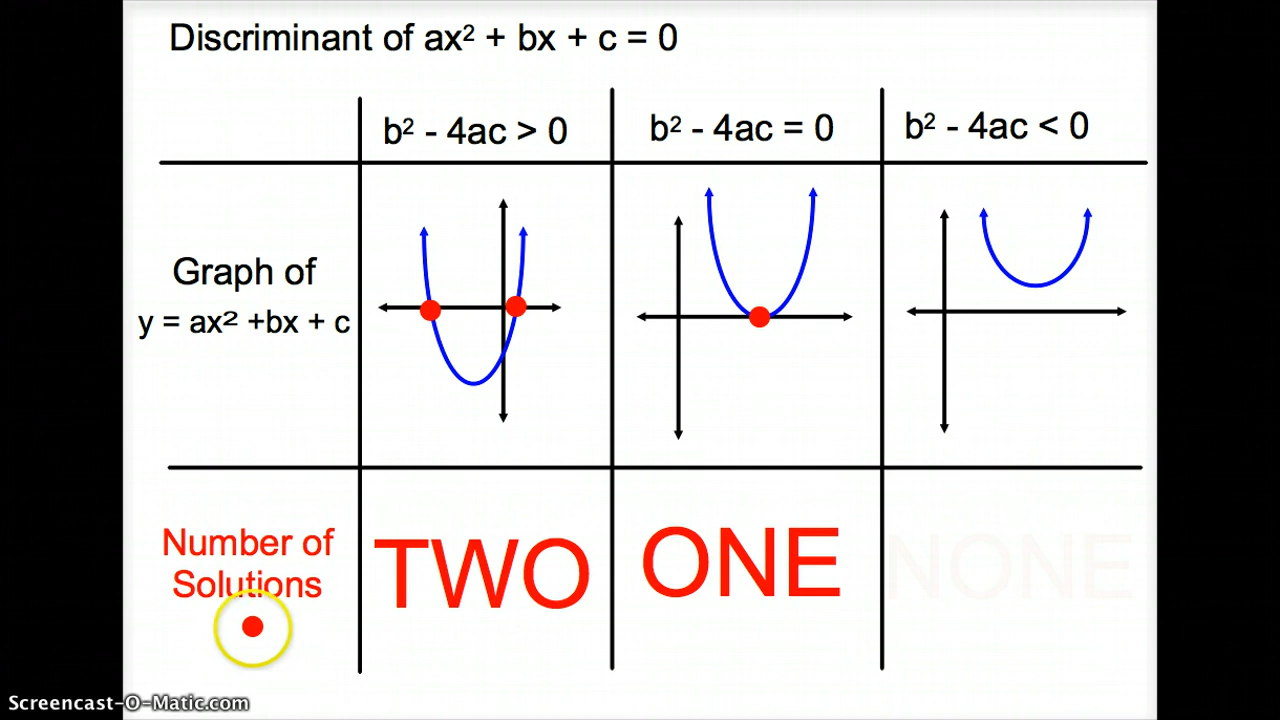 Discriminant of ax² + bx + c = 0
b² - 4ac > 0
b² - 4ac = 0
b² - 4ac < 0
Graph of
y = ax² +bx + c
Number of
Solutions
TWO
ONE
NONE
Screencast-O-Matic.com